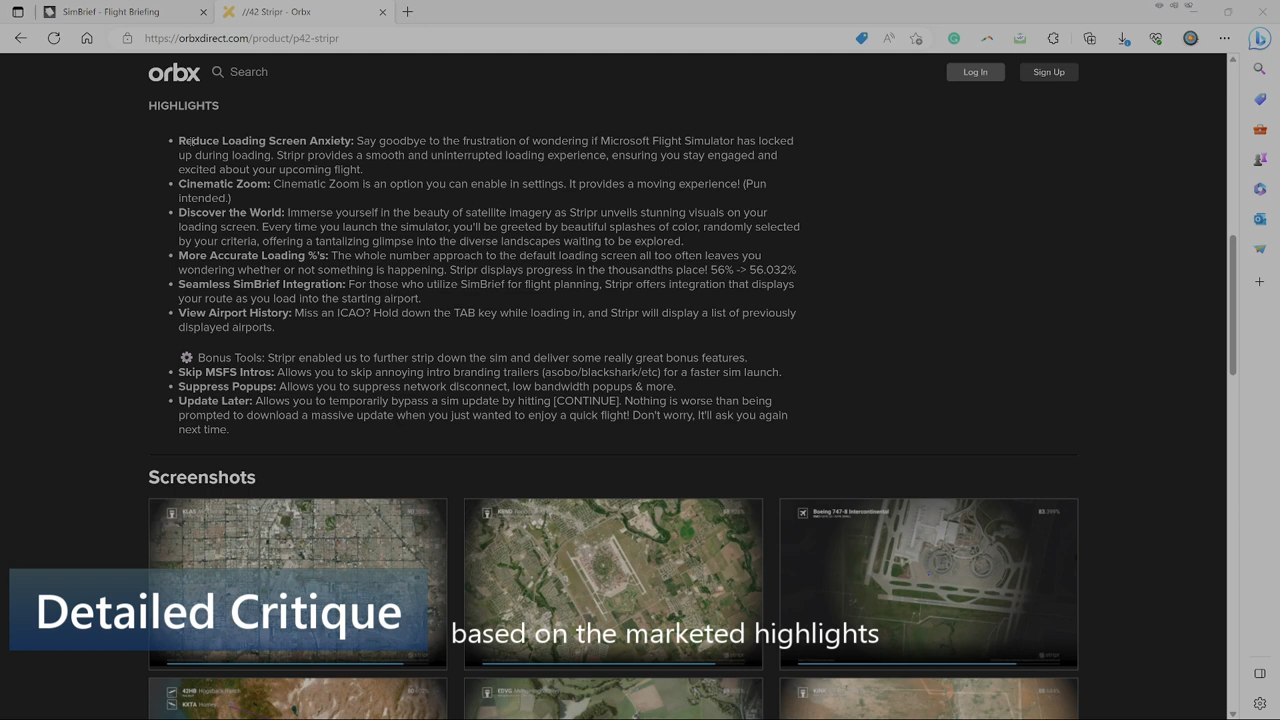 SimBrief - Flight Briefing
//42 Stripr - Orbx
https://orbxdirect.com/product/p42-stripr
orbx
Search
Log In
Sign Up
HIGHLIGHTS
• Reduce Loading Screen Anxiety: Say goodbye to the frustration of wondering if Microsoft Flight Simulator has locked
up during loading. Stripr provides a smooth and uninterrupted loading experience, ensuring you stay engaged and
excited about your upcoming flight.
• Cinematic Zoom: Cinematic Zoom is an option you can enable in settings. It provides a moving experience! (Pun
intended.)
• Discover the World: Immerse yourself in the beauty of satellite imagery as Stripr unveils stunning visuals on your
loading screen. Every time you launch the simulator, you'll be greeted by beautiful splashes of color, randomly selected
by your criteria, offering a tantalizing glimpse into the diverse landscapes waiting to be explored.
• More Accurate Loading %'s: The whole number approach to the default loading screen all too often leaves you
wondering whether or not something is happening. Stripr displays progress in the thousandths place! 56% -> 56.032%
• Seamless SimBrief Integration: For those who utilize SimBrief for flight planning, Stripr offers integration that displays
your route as you load into the starting airport.
• View Airport History: Miss an ICAO? Hold down the TAB key while loading in, and Stripr will display a list of previously
displayed airports.
Bonus Tools: Stripr enabled us to further strip down the sim and deliver some really great bonus features.
• Skip MSFS Intros: Allows you to skip annoying intro branding trailers (asobo/blackshark/etc) for a faster sim launch.
• Suppress Popups: Allows you to suppress network disconnect, low bandwidth popups & more.
• Update Later: Allows you to temporarily bypass a sim update by hitting [CONTINUE]. Nothing is worse than being
prompted to download a massive update when you just wanted to enjoy a quick flight! Don't worry, It'll ask you again
next time.
Screenshots
KLAS
Boeing 747-8 Intercontinental
83.399%
Detailed Critique
based on the marketed highlights
42HB Hogback Ranch
KXTA Homey
EDVG